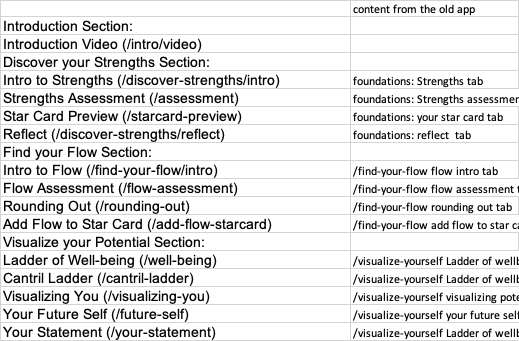 content from the old app
Introduction Section:
Introduction Video (/intro/video)
Discover your Strengths Section:
Intro to Strengths (/discover-strengths/intro) foundations: Strengths tab
Strengths Assessment (/assessment) foundations: Strengths
Star Card Preview (/starcard-preview) foundations: your star card tab
Reflect (/discover-strengths/reflect) foundations: reflect tab
Find your Flow Section:
Intro to Flow (/find-your-flow/intro) /find-your-flow flow intro tab
Flow Assessment (/flow-assessment) /find-your-flow flow assessment
Rounding Out (/rounding-out) /find-your-flow rounding out tab
Add Flow to Star Card (/add-flow-starcard) /find-your-flow add flow to star
Visualize your Potential Section:
Ladder of Well-being (/well-being) /visualize-yourself Ladder of
Cantril Ladder (/cantril-ladder) /visualize-yourself Ladder of
Visualizing You (/visualizing-you) /visualize-yourself visualizing
Your Future Self (/future-self) /visualize-yourself your future self
Your Statement (/your-statement) /visualize-yourself Ladder of